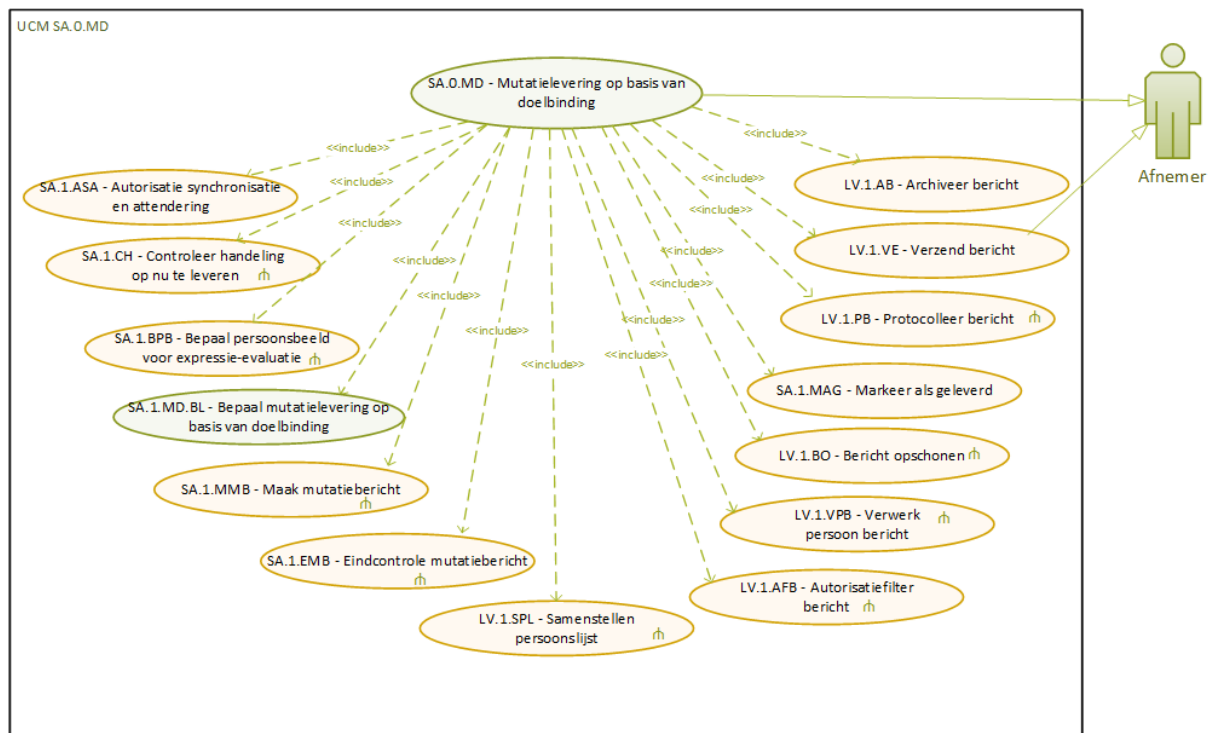 UCM SA.0.MD
SA.0.MD - Mutatielevering op basis van
doelbinding
Afnemer
<<include>>
<<include>>
<<include>>
<<include>>
<<include>>
<<include>>
<<include>>
<<include>>
<<include>>
<<include>>
<<include>>
<<include>>
<<include>>
<<include>>
SA.1.ASA - Autorisatie synchronisatie
en attendering
SA.1.CH - Controleer handeling
op nu te leveren
SA.1.BPB - Bepaal persoonsbeeld
voor expressie-evaluatie
SA.1.MD.BL - Bepaal mutatielevering op
basis van doelbinding
SA.1.MMB - Maak mutatiebericht
SA.1.EMB - Eindcontrole mutatiebericht
LV.1.SPL - Samenstellen
persoonslijst
LV.1.AB - Archiveer bericht
LV.1.VE - Verzend bericht
LV.1.PB - Protocolleer bericht
SA.1.MAG - Markeer als geleverd
LV.1.BO - Bericht opschonen
LV.1.VPB - Verwerk
persoon bericht
LV.1.AFB - Autorisatiefilter
bericht